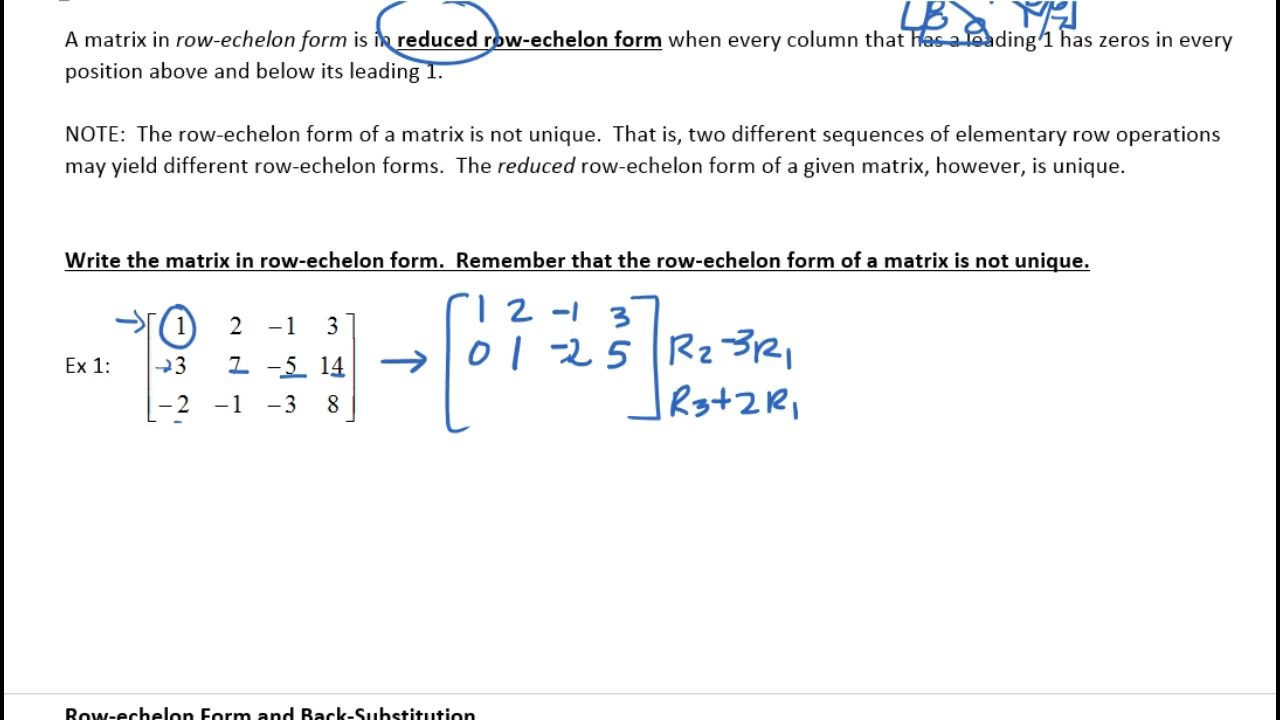 A matrix in row-echelon form is in reduced row-echelon form when every column that has a leading 1 has zeros in every
position above and below its leading 1.
NOTE: The row-echelon form of a matrix is not unique. That is, two different sequences of elementary row operations
may yield different row-echelon forms. The reduced row-echelon form of a given matrix, however, is unique.
Write the matrix in row-echelon form. Remember that the row-echelon form of a matrix is not unique.
Ex 1:
1 2 −1 3
3 7 −5 14
−2 −1 −3 8
→
1 2 -1 3
0 1 -2 5 R2 -3R1
R3+2R1
Row-echelon Form and Back-Substitution